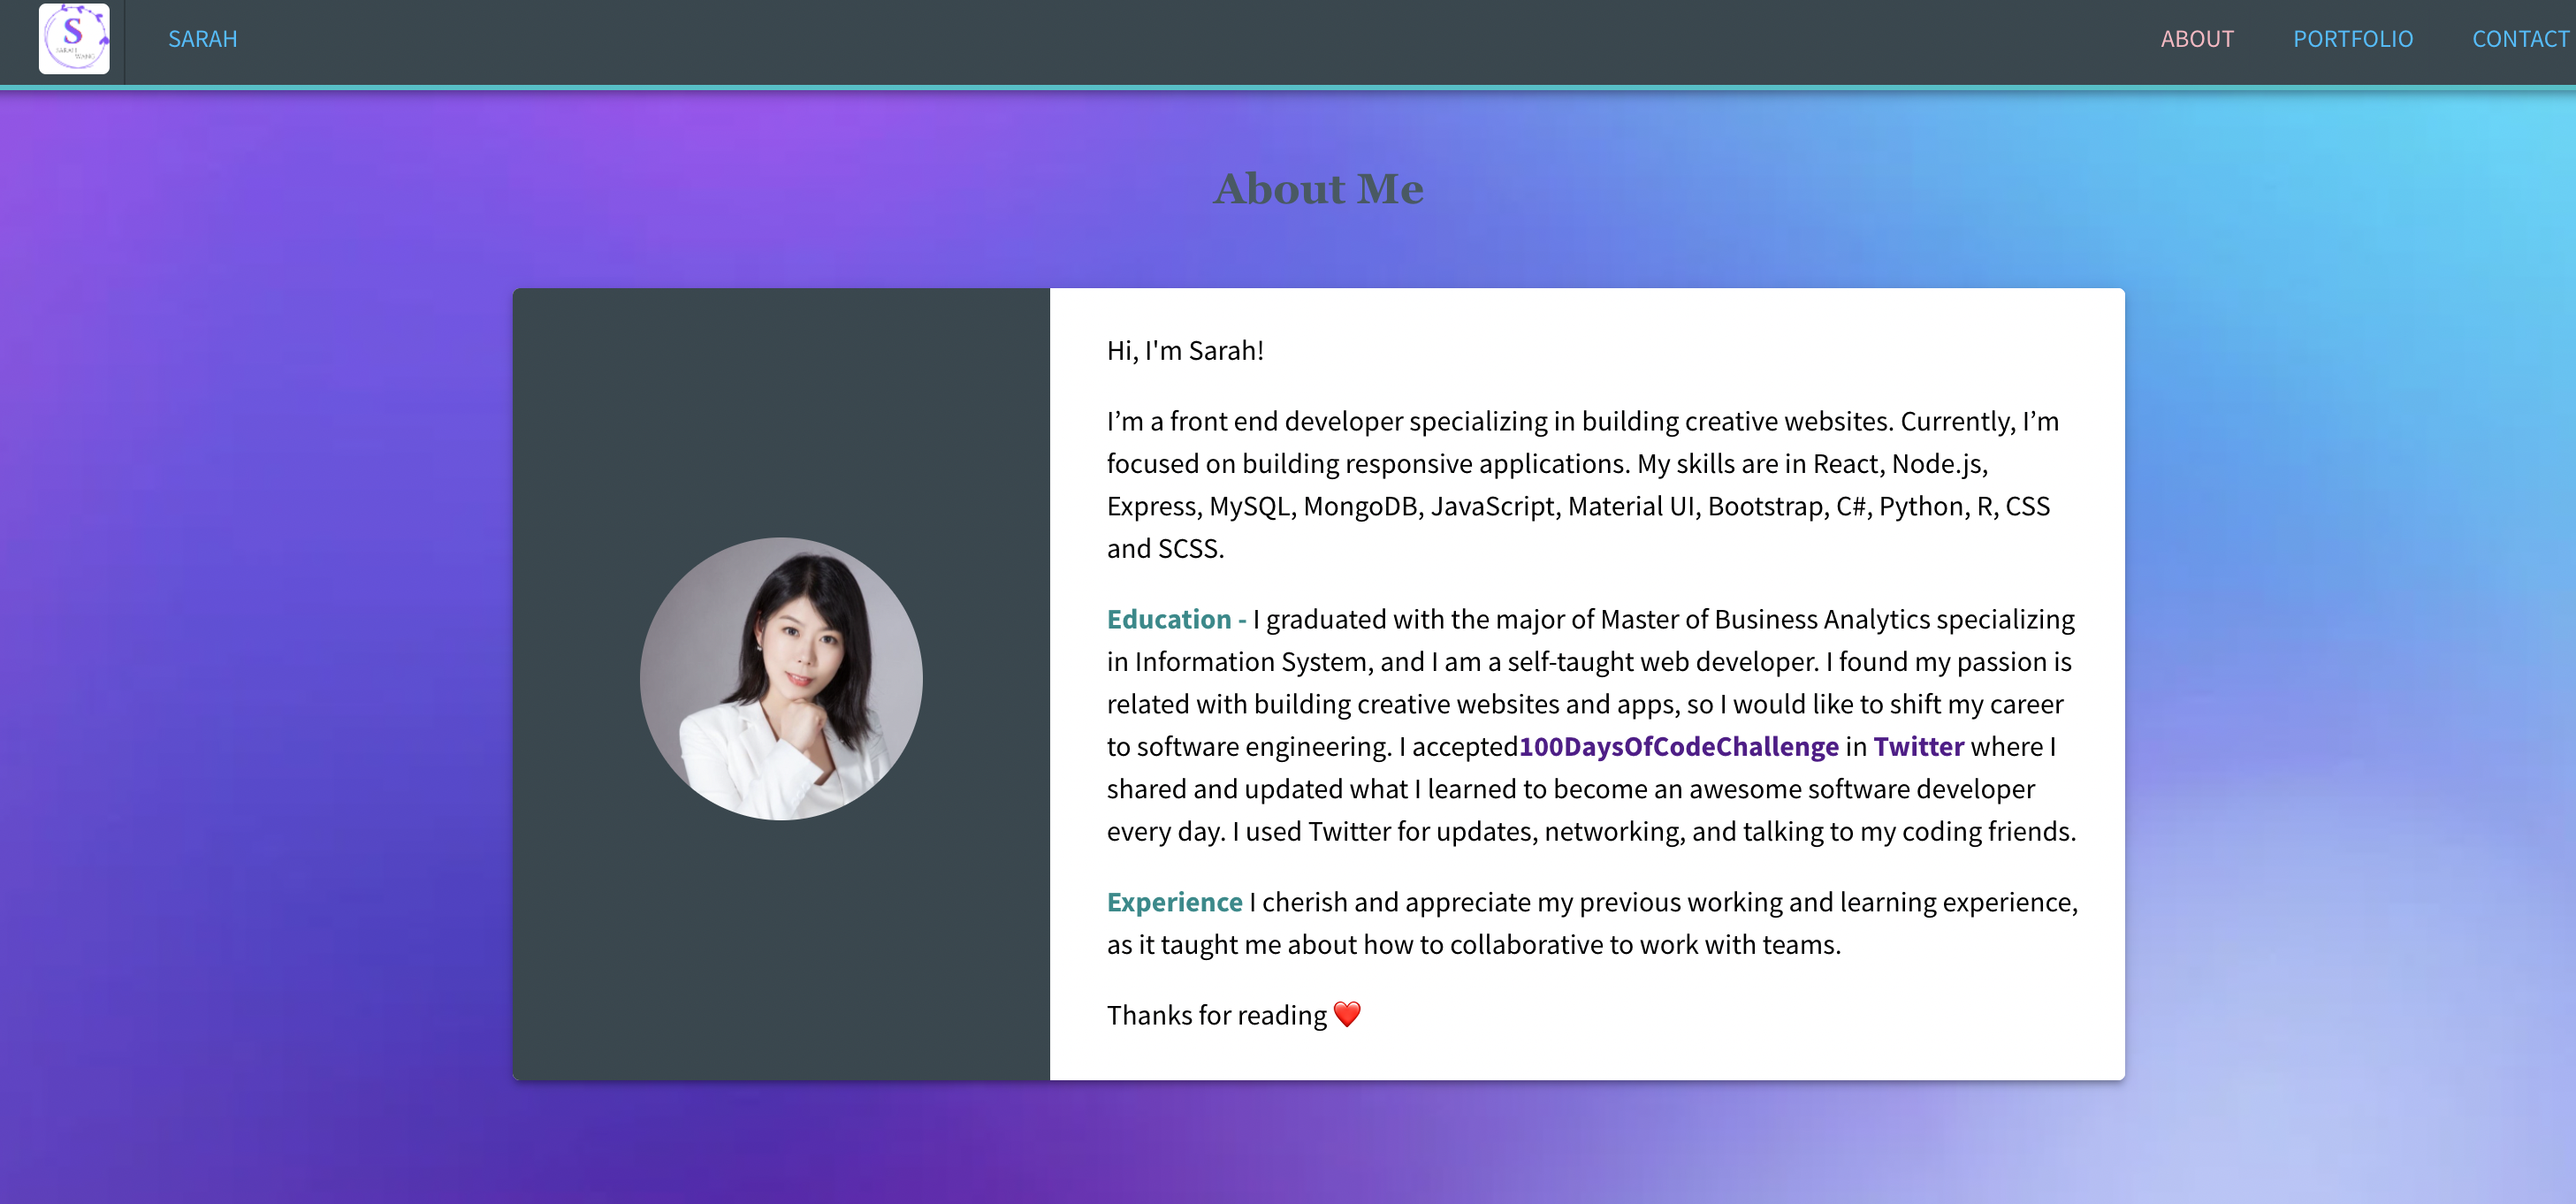 S
SARAH
WANG
SARAH
ABOUT
PORTFOLIO
CONTACT
About Me
Hi, I'm Sarah!
I’m a front end developer specializing in building creative websites. Currently, I’m
focused on building responsive applications. My skills are in React, Node.js,
Express, MySQL, MongoDB, JavaScript, Material UI, Bootstrap, C#, Python, R, CSS
and SCSS.
Education - I graduated with the major of Master of Business Analytics specializing
in Information System, and I am a self-taught web developer. I found my passion is
related with building creative websites and apps, so I would like to shift my career
to software engineering. I accepted100DaysOfCodeChallenge in Twitter where I
shared and updated what I learned to become an awesome software developer
every day. I used Twitter for updates, networking, and talking to my coding friends.
Experience I cherish and appreciate my previous working and learning experience,
as it taught me about how to collaborative to work with teams.
Thanks for reading ❤️